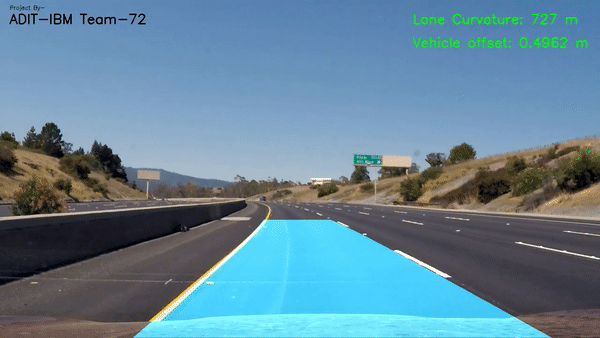 Project By-
ADIT-IBM Team-72
Lane Curvature: 727 m
Vehicle offset: 0.4962 m